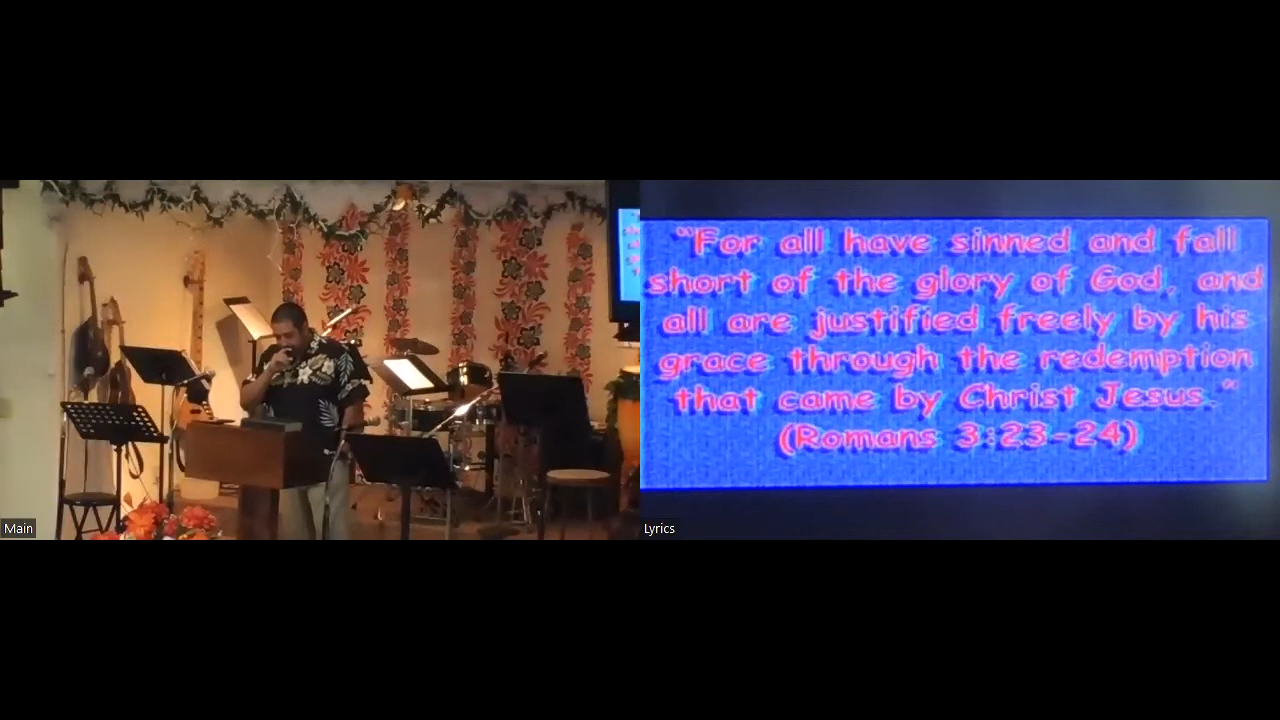 Main
"For all have sinned and fall
short of the glory of God, and
all are justified freely by his
grace through the redemption
that came by Christ Jesus."
(Romans 3:23-24)
Lyrics